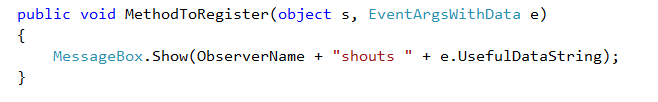 public void MethodToRegister(object s, EventArgsWithData e)
{
MessageBox.Show(ObserverName + "shouts " + e.UsefulDataString);
}